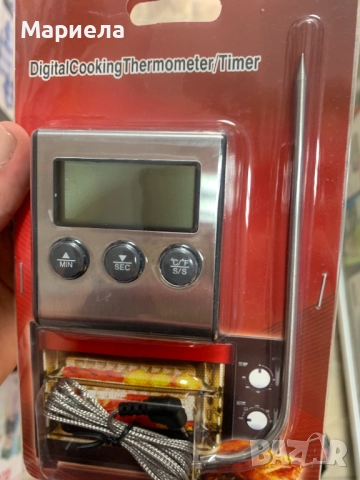 Мариела
DigitalCookingThermometer/Timer
▲
MIN
▼
SEC
°C/°F
S/S
BAZAR